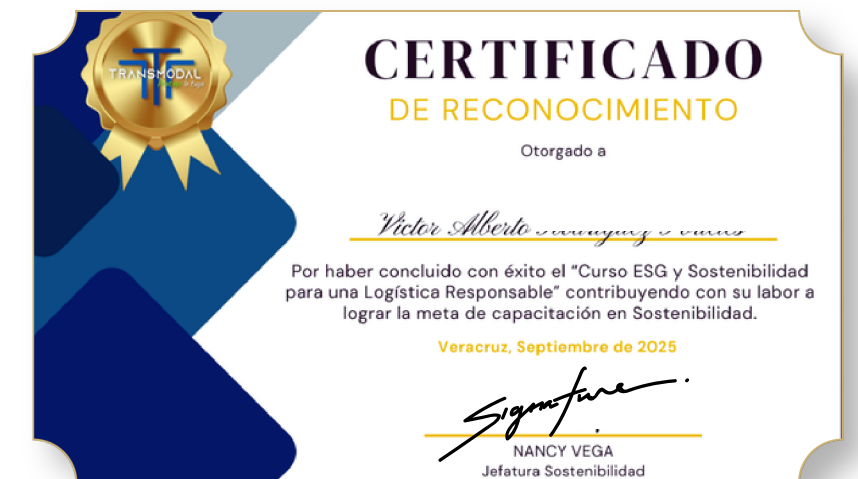 TRANSMODAL
CERTIFICADO
DE RECONOCIMIENTO
Otorgado a
Victor Alberto
Por haber concluido con éxito el "Curso ESG y Sostenibilidad
para una Logística Responsable" contribuyendo con su labor a
lograr la meta de capacitación en Sostenibilidad.
Veracruz, Septiembre de 2025
Signature
NANCY VEGA
Jefatura Sostenibilidad